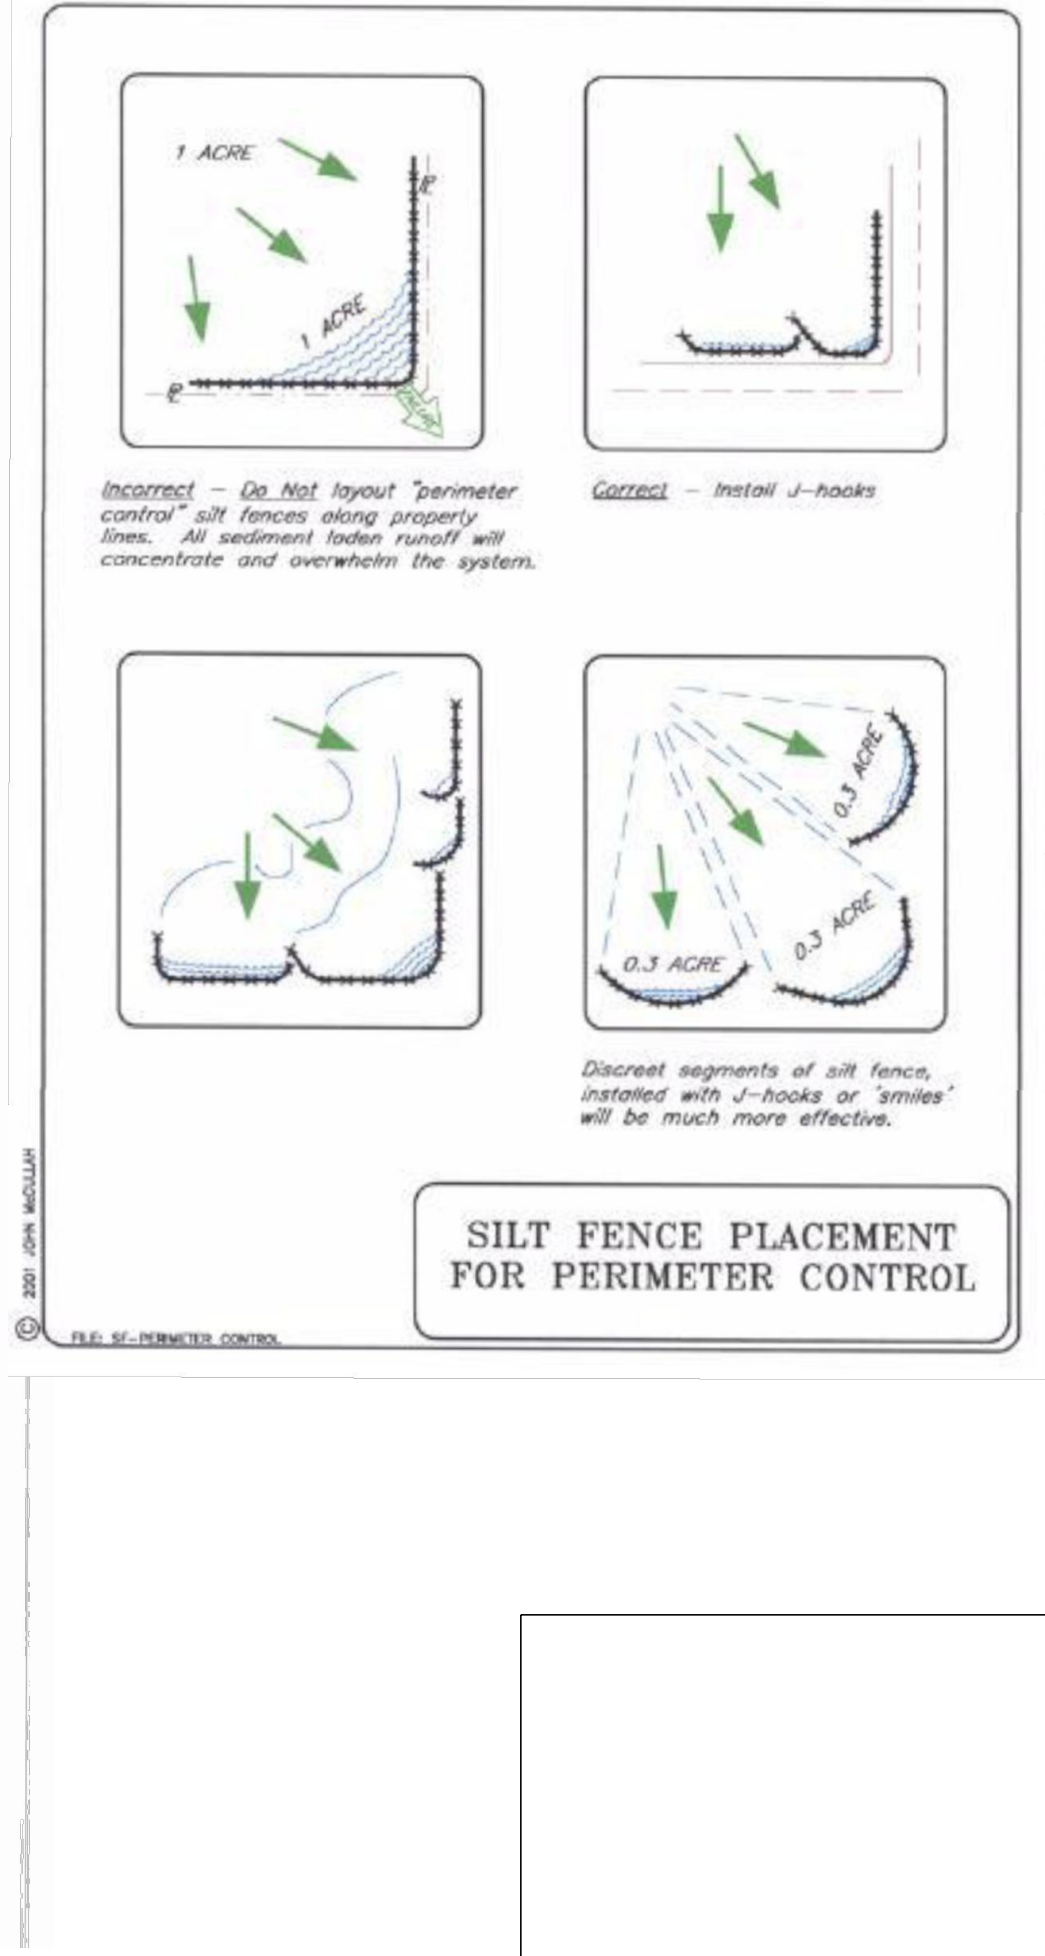 1 ACRE
PL
1 ACRE
PL
Incorrect – Do Not layout "perimeter
control" silt fences along property
lines. All sediment laden runoff will
concentrate and overwhelm the system.
Correct – Install J-hooks
0.3 ACRE
0.3 ACRE
0.3 ACRE
Discreet segments of silt fence,
installed with J-hooks or 'smiles'
will be much more effective.
SILT FENCE PLACEMENT
FOR PERIMETER CONTROL
© 2001 JOHN McCULLAH
FILE: SF-PERIMETER CONTROL